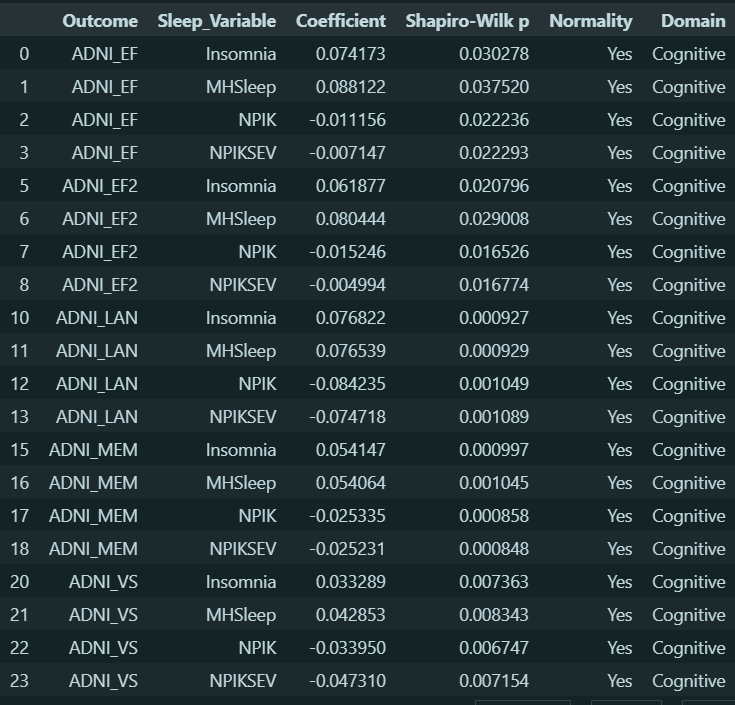 Outcome Sleep_Variable Coefficient Shapiro-Wilk p Normality Domain
0 ADNI_EF Insomnia 0.074173 0.030278 Yes Cognitive
1 ADNI_EF MHSleep 0.088122 0.037520 Yes Cognitive
2 ADNI_EF NPIK -0.011156 0.022236 Yes Cognitive
3 ADNI_EF NPIKSEV -0.007147 0.022293 Yes Cognitive
5 ADNI_EF2 Insomnia 0.061877 0.020796 Yes Cognitive
6 ADNI_EF2 MHSleep 0.080444 0.029008 Yes Cognitive
7 ADNI_EF2 NPIK -0.015246 0.016526 Yes Cognitive
8 ADNI_EF2 NPIKSEV -0.004994 0.016774 Yes Cognitive
10 ADNI_LAN Insomnia 0.076822 0.000927 Yes Cognitive
11 ADNI_LAN MHSleep 0.076539 0.000929 Yes Cognitive
12 ADNI_LAN NPIK -0.084235 0.001049 Yes Cognitive
13 ADNI_LAN NPIKSEV -0.074718 0.001089 Yes Cognitive
15 ADNI_MEM Insomnia 0.054147 0.000997 Yes Cognitive
16 ADNI_MEM MHSleep 0.054064 0.001045 Yes Cognitive
17 ADNI_MEM NPIK -0.025335 0.000858 Yes Cognitive
18 ADNI_MEM NPIKSEV -0.025231 0.000848 Yes Cognitive
20 ADNI_VS Insomnia 0.033289 0.007363 Yes Cognitive
21 ADNI_VS MHSleep 0.042853 0.008343 Yes Cognitive
22 ADNI_VS NPIK -0.033950 0.006747 Yes Cognitive
23 ADNI_VS NPIKSEV -0.047310 0.007154 Yes Cognitive